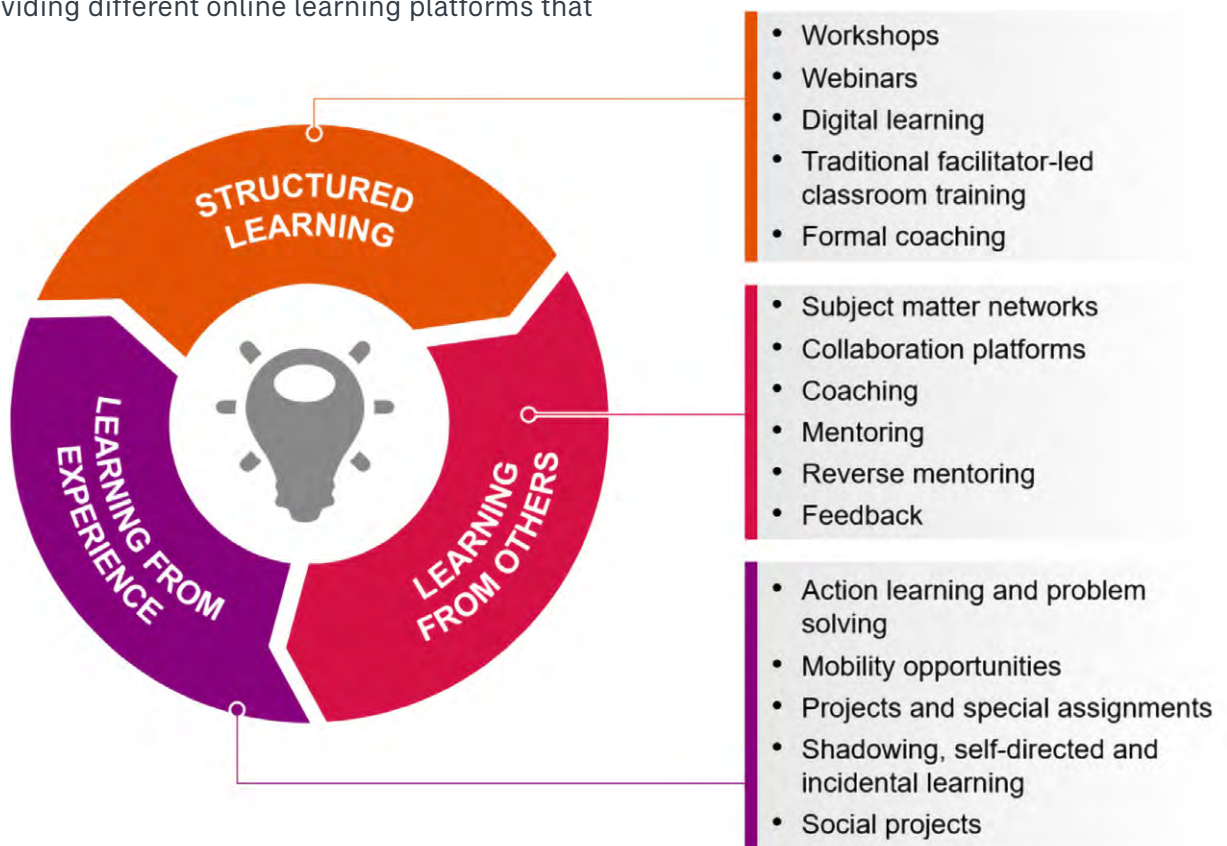 viding different online learning platforms that
STRUCTURED
LEARNING
LEARNING
FROM OTHERS
LEARNING FROM
EXPERIENCE
• Workshops
• Webinars
• Digital learning
• Traditional facilitator-led
classroom training
• Formal coaching
• Subject matter networks
• Collaboration platforms
• Coaching
• Mentoring
• Reverse mentoring
• Feedback
• Action learning and problem
solving
• Mobility opportunities
• Projects and special assignments
• Shadowing, self-directed and
incidental learning
• Social projects